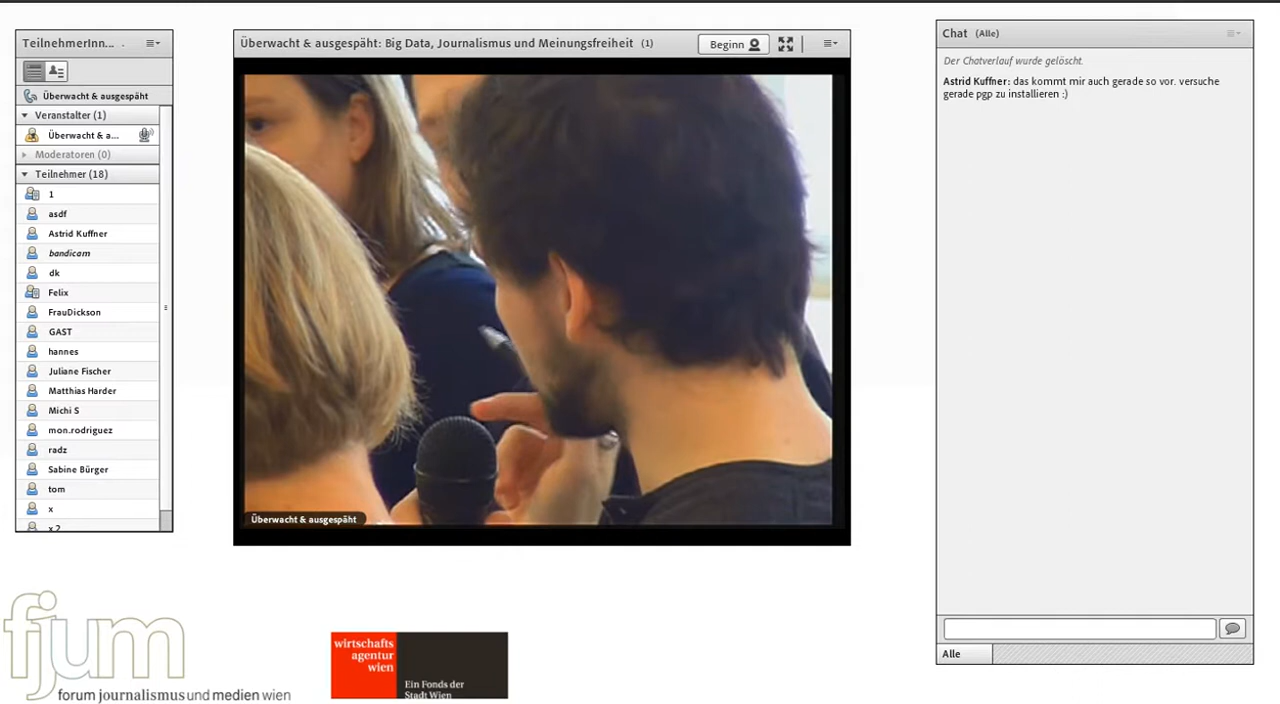 TeilnehmerInn... .
Überwacht & ausgespäht
Veranstalter (1)
Überwacht & a...
Moderatoren (0)
Teilnehmer (18)
1
asdf
Astrid Kuffner
bandicam
dk
Felix
FrauDickson
GAST
hannes
Juliane Fischer
Matthias Harder
Michi S
mon.rodriguez
radz
Sabine Bürger
tom
x
x 2
Überwacht & ausgespäht: Big Data, Journalismus und Meinungsfreiheit (1)
Beginn
Überwacht & ausgespäht
Chat (Alle)
Der Chatverlauf wurde gelöscht.
Astrid Kuffner: das kommt mir auch gerade so vor. versuche
gerade pgp zu installieren :)
Alle
fjum
forum journalismus und medien wien
wirtschafts
agentur
wien
Ein Fonds der
Stadt Wien